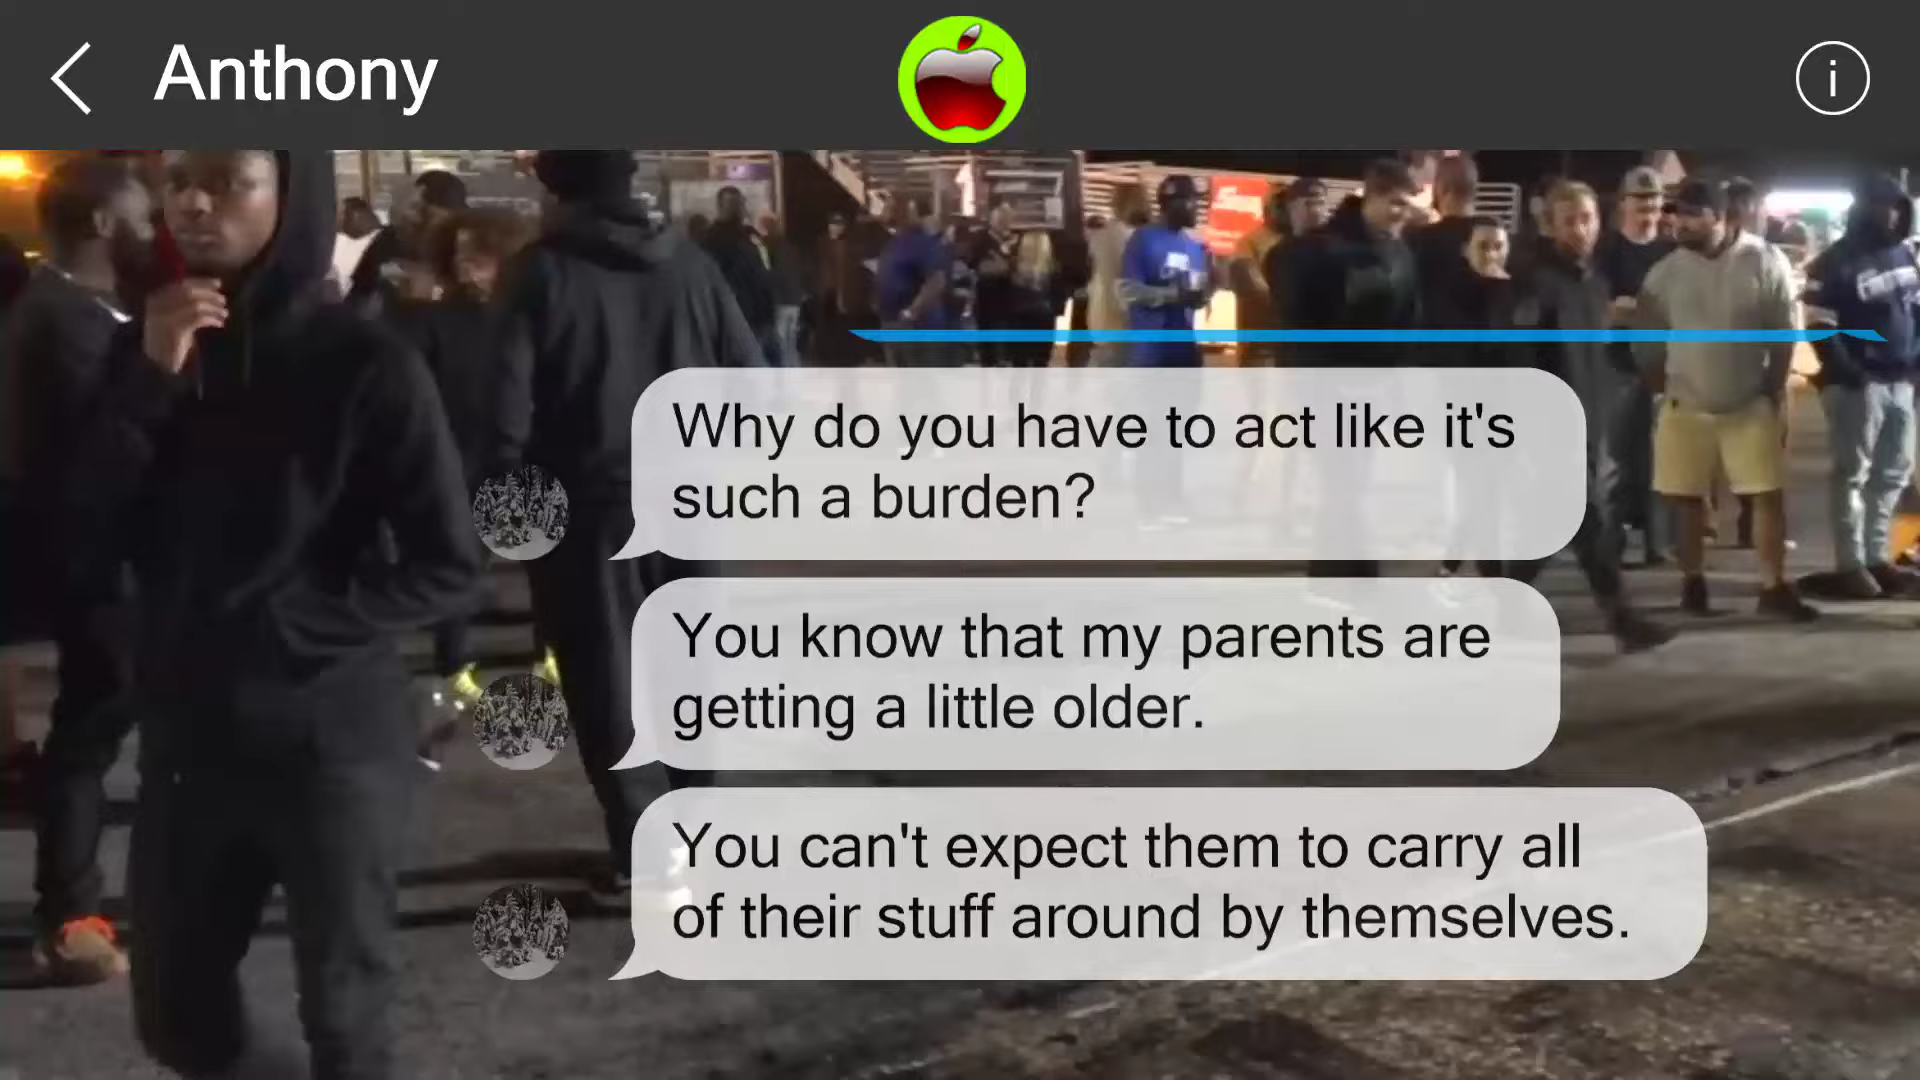 Anthony
Why do you have to act like it's
such a burden?
You know that my parents are
getting a little older.
You can't expect them to carry all
of their stuff around by themselves.